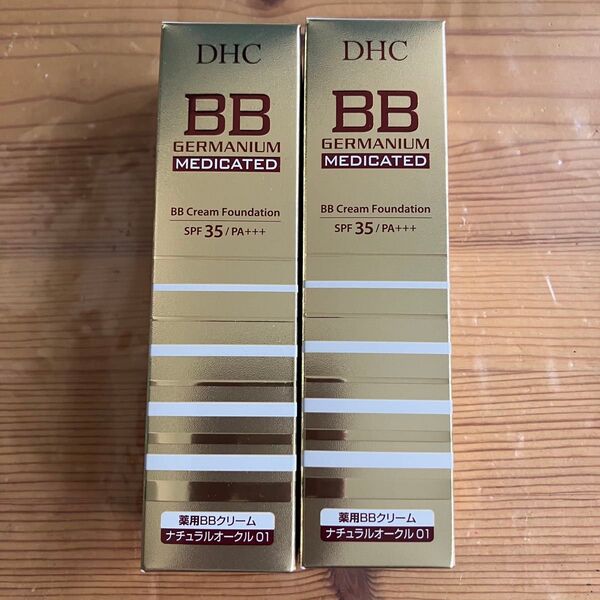 DHC
BB
GERMANIUM
MEDICATED
BB Cream Foundation
SPF 35/PA+++
薬用BBクリーム
ナチュラルオークル 01
DHC
BB
GERMANIUM
MEDICATED
BB Cream Foundation
SPF 35/PA+++
薬用BBクリーム
ナチュラルオークル 01